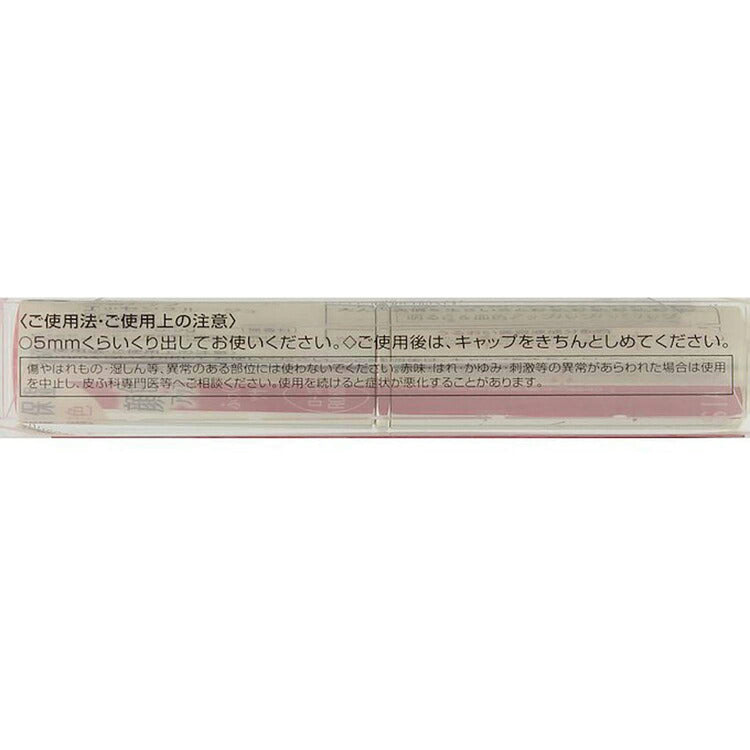 〈ご使用法・ご使用上の注意〉
○5mmくらいくり出してお使いください。◇ご使用後は、キャップをきちんとしめてください。
傷やはれもの・湿しん等、異常のある部位には使わないでください。赤味・はれ・かゆみ・刺激等の異常があらわれた場合は使用
を中止し、皮ふ科専門医等へご相談ください。使用を続けると症状が悪化することがあります。